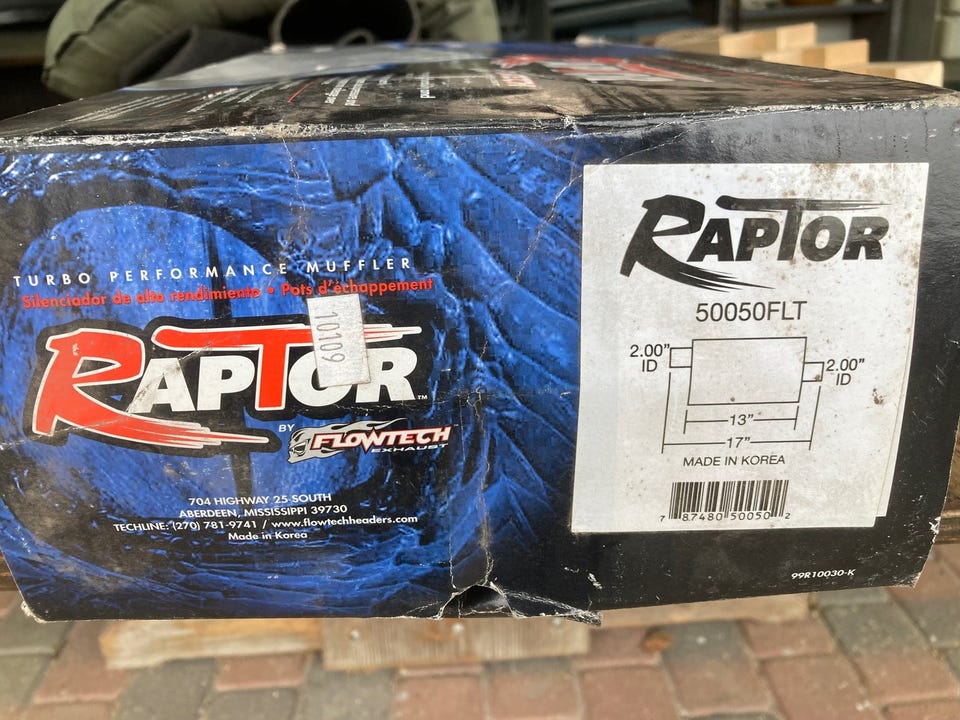 TURBO PERFORMANCE MUFFLER
Silenciador de alto rendimiento • Pots d'échappement
RAPTOR™
10109
BY FLOWTECH
EXHAUST
704 HIGHWAY 25 SOUTH
ABERDEEN, MISSISSIPPI 39730
TECHLINE: (270) 781-9741 / www.flowtechheaders.com
Made in Korea
RAPTOR
50050FLT
2.00" ID
2.00" ID
13"
17"
MADE IN KOREA
7 87480 50050 2
99R10030-K